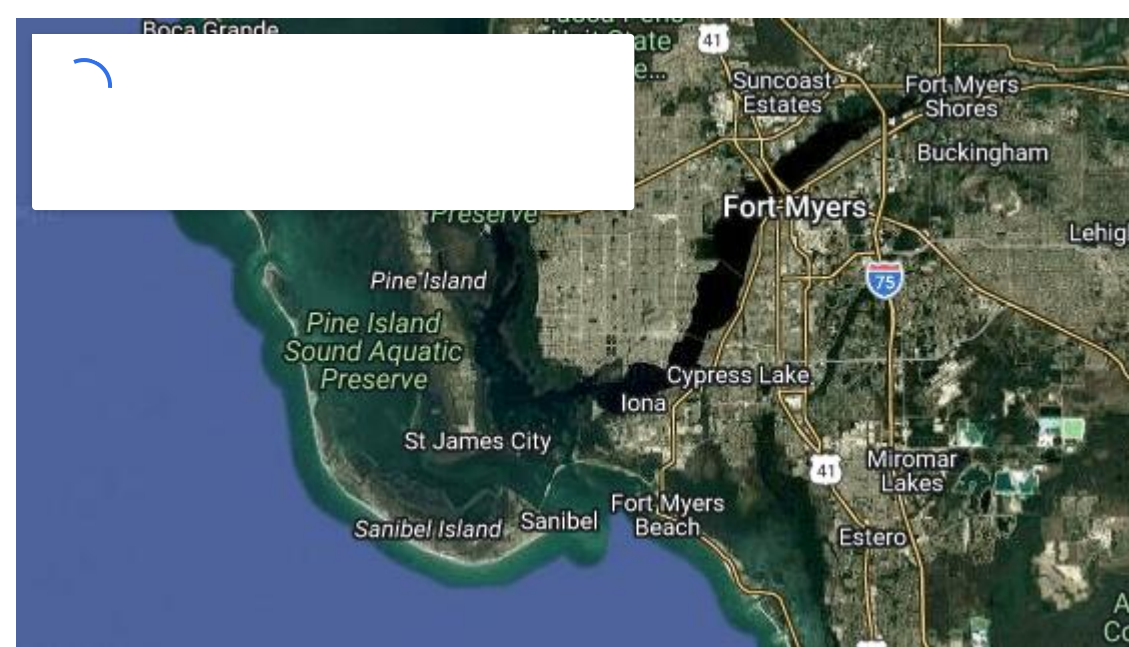 Boca Grande
41
Suncoast
Estates
Fort Myers
Shores
Buckingham
Preserve
Fort Myers
Pine Island
75
Pine Island
Sound Aquatic
Preserve
Cypress Lake
Iona
St James City
41
Miromar
Lakes
Sanibel Island
Sanibel
Fort Myers
Beach
Estero